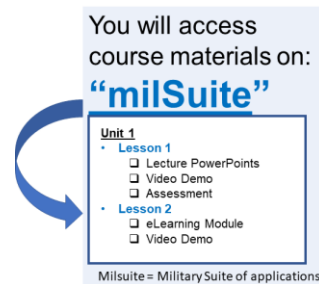 You will access
course materials on:
“milSuite”
Unit 1
• Lesson 1
❑ Lecture PowerPoints
❑ Video Demo
❑ Assessment
• Lesson 2
❑ eLearning Module
❑ Video Demo
Milsuite = Military Suite of applications